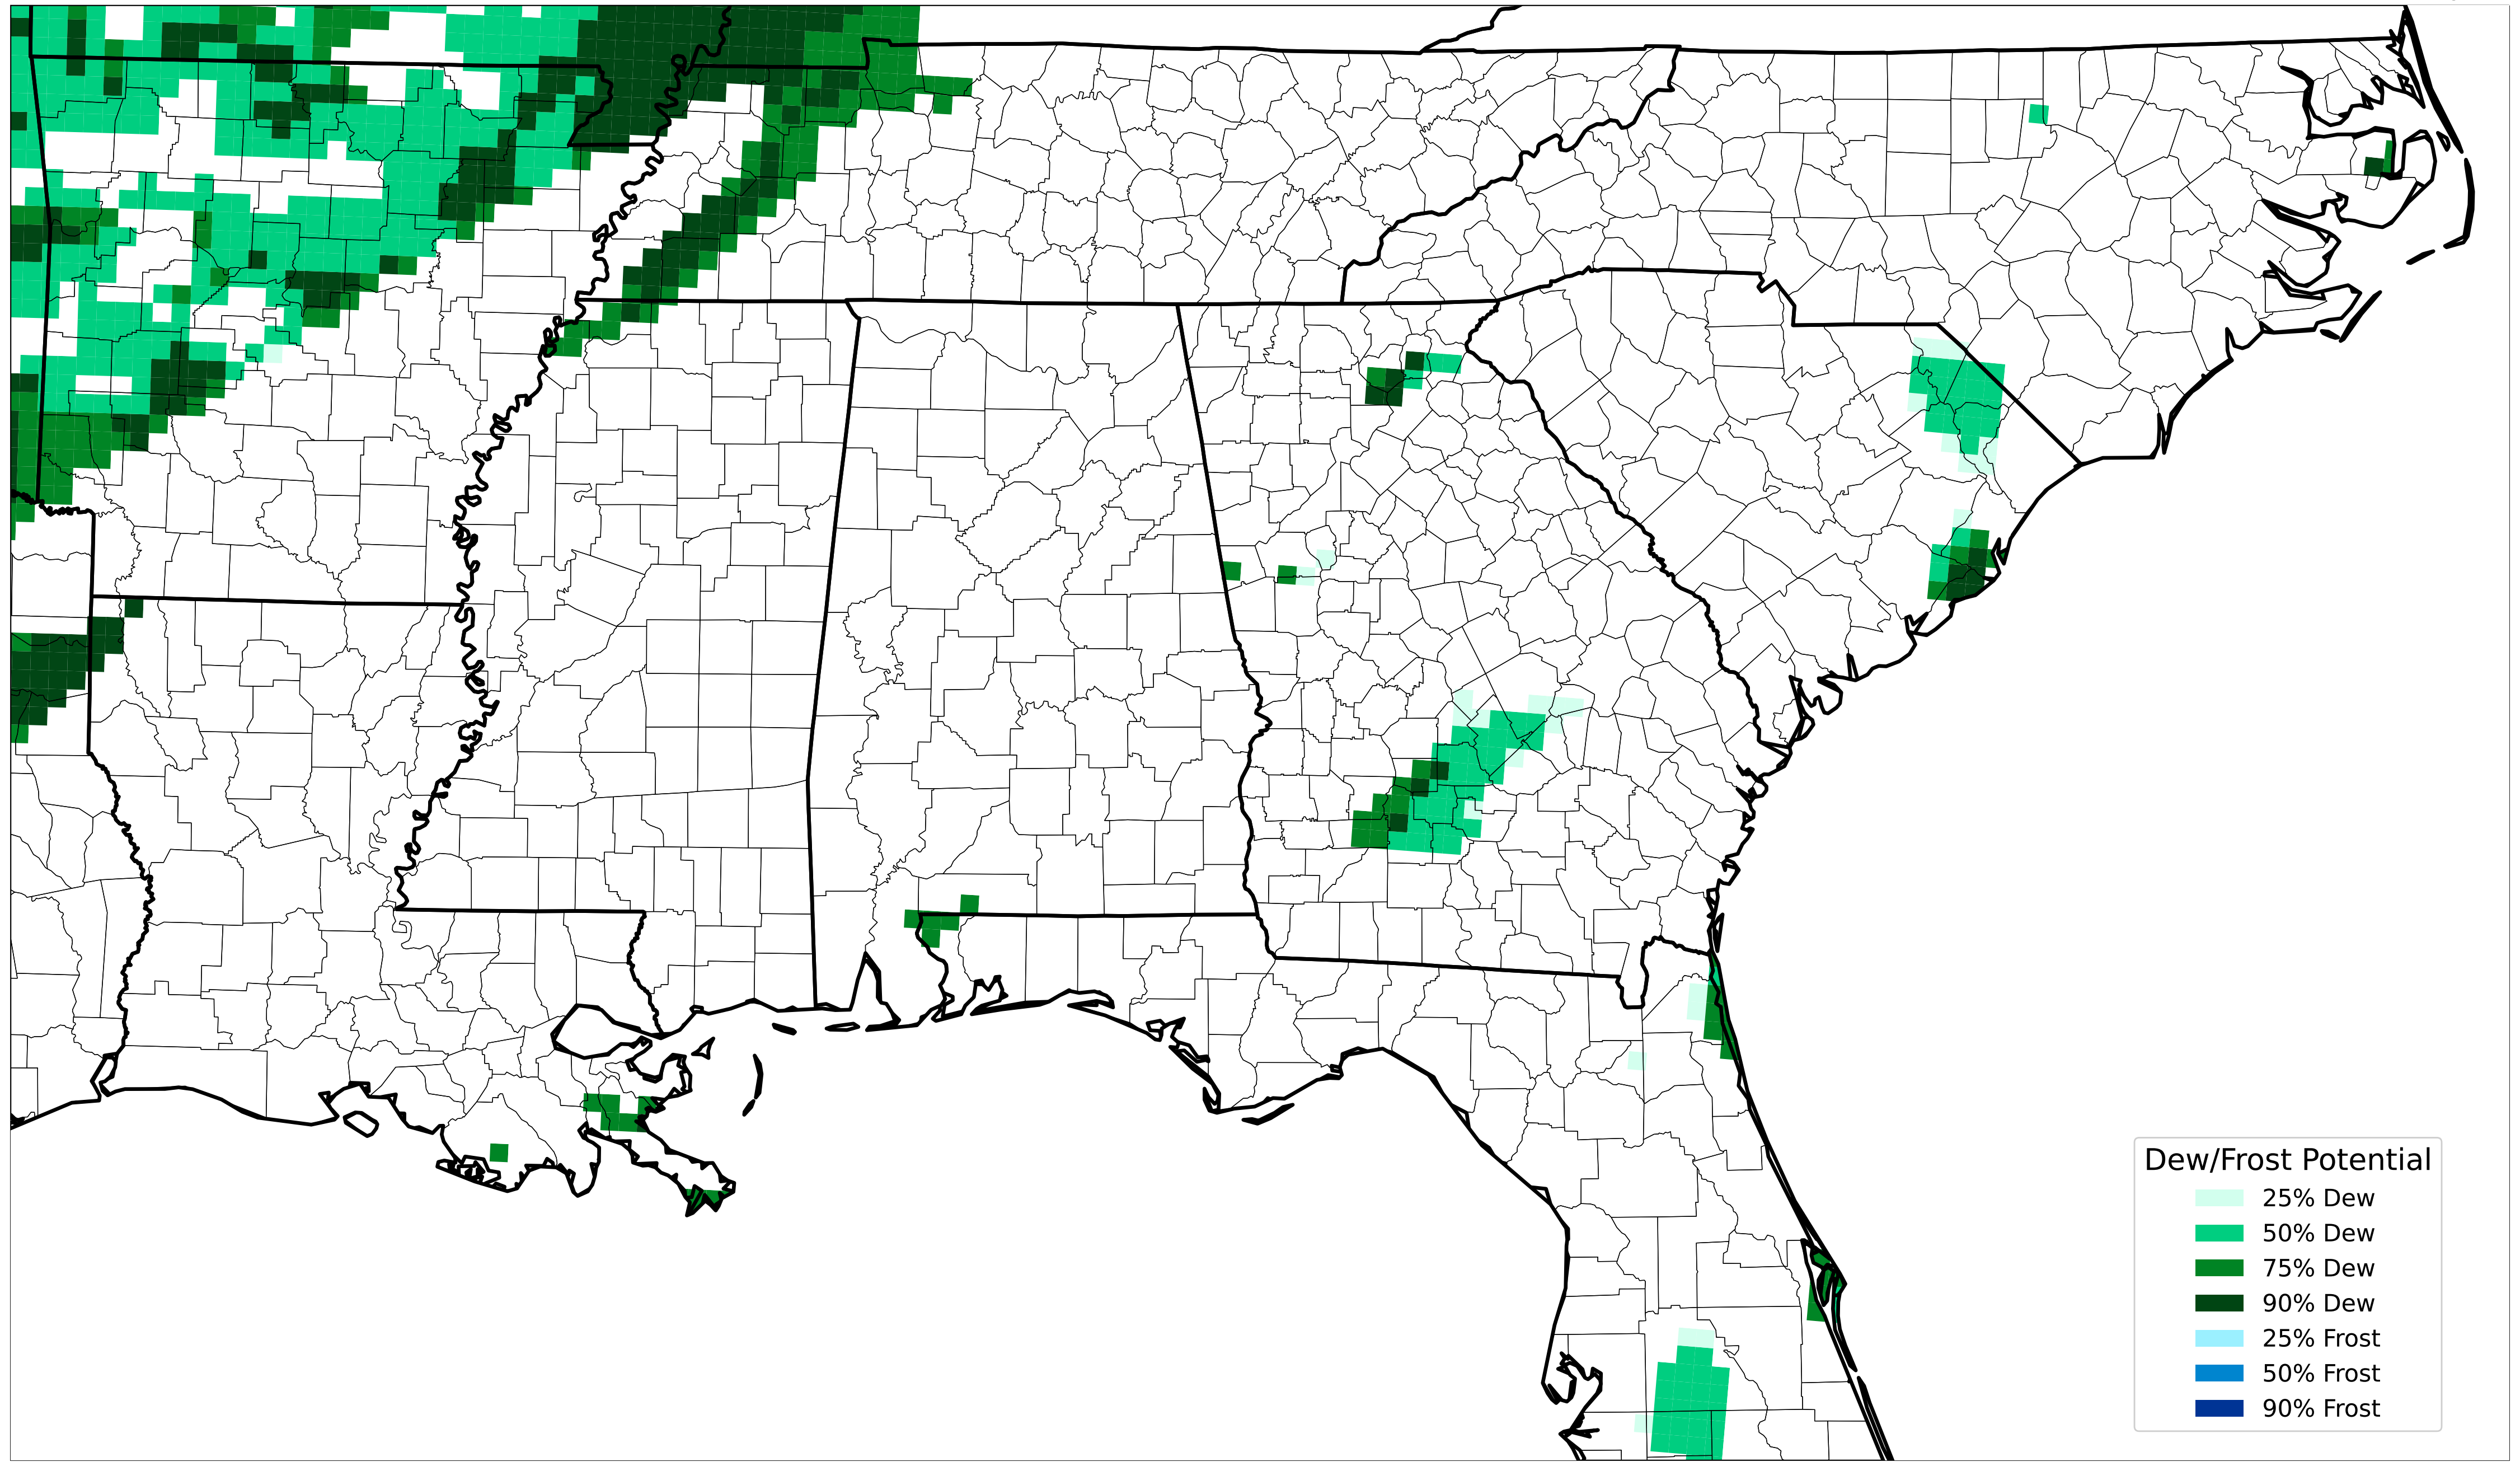 Dew/Frost Potential
25% Dew
50% Dew
75% Dew
90% Dew
25% Frost
50% Frost
90% Frost